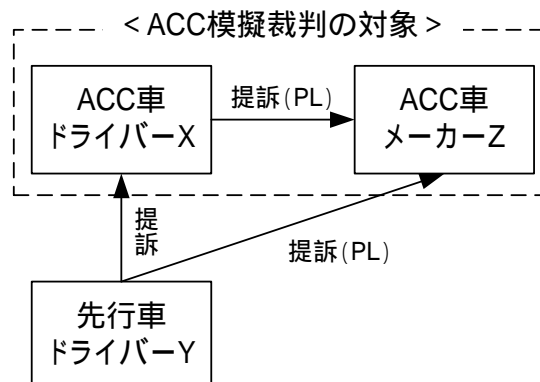 ＜ACC模擬裁判の対象＞
ACC車
ドライバーX
提訴(PL)
ACC車
メーカーZ
提訴
提訴(PL)
先行車
ドライバーY